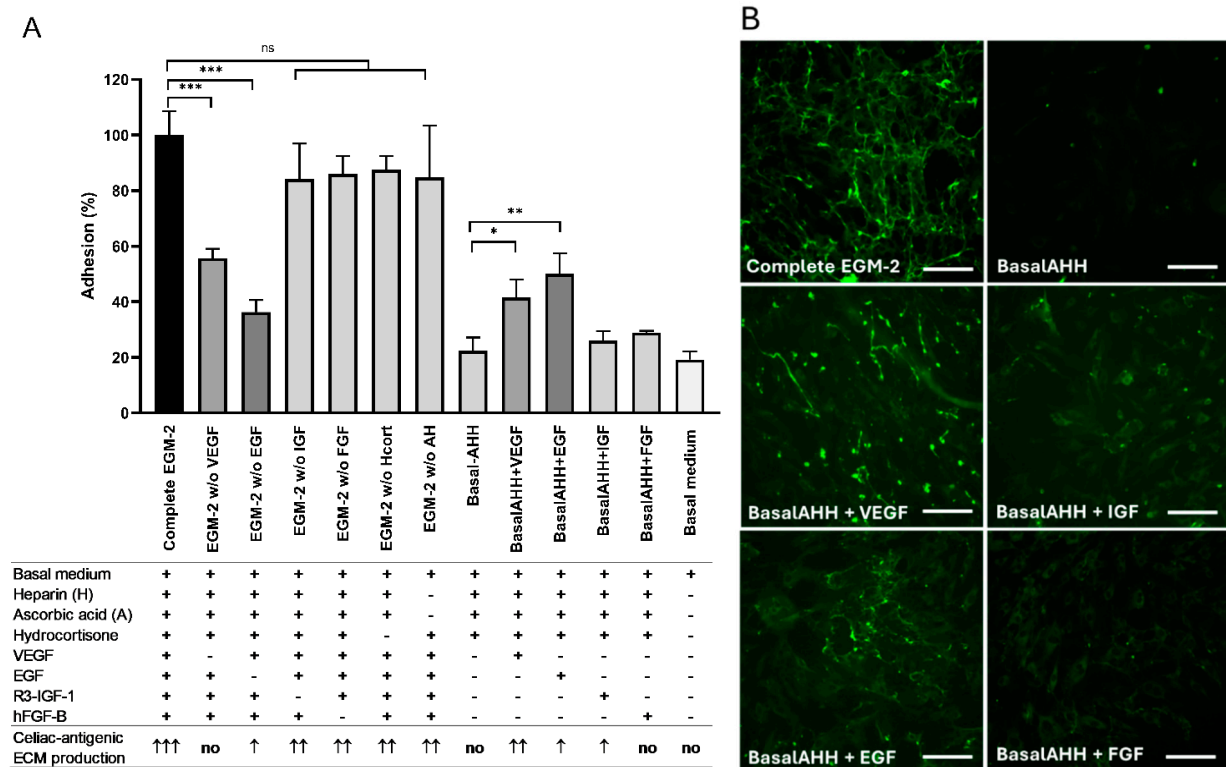 A
ns
***
***
**
*
Adhesion (%)
120
100
80
60
40
20
0
Complete EGM-2
EGM-2 w/o VEGF
EGM-2 w/o EGF
EGM-2 w/o IGF
EGM-2 w/o FGF
EGM-2 w/o Hcort
EGM-2 w/o AH
Basal-AHH
BasalAHH+VEGF
BasalAHH+EGF
BasalAHH+IGF
BasalAHH+FGF
Basal medium
Basal medium + + + + + + + + + + + + +
Heparin (H) + + + + + + - + + + + + -
Ascorbic acid (A) + + + + + + - + + + + + -
Hydrocortisone + + + + + - + + + + + + -
VEGF + - + + + + + - + - - - -
EGF + + - + + + + - - + - - -
R3-IGF-1 + + + - + + + - - - + - -
hFGF-B + + + + - + + - - - - + -
Celiac-antigenic
ECM production ↑↑↑ no ↑ ↑↑ ↑↑ ↑↑ ↑↑ no ↑↑ ↑ ↑ no no
B
Complete EGM-2
BasalAHH
BasalAHH + VEGF
BasalAHH + IGF
BasalAHH + EGF
BasalAHH + FGF